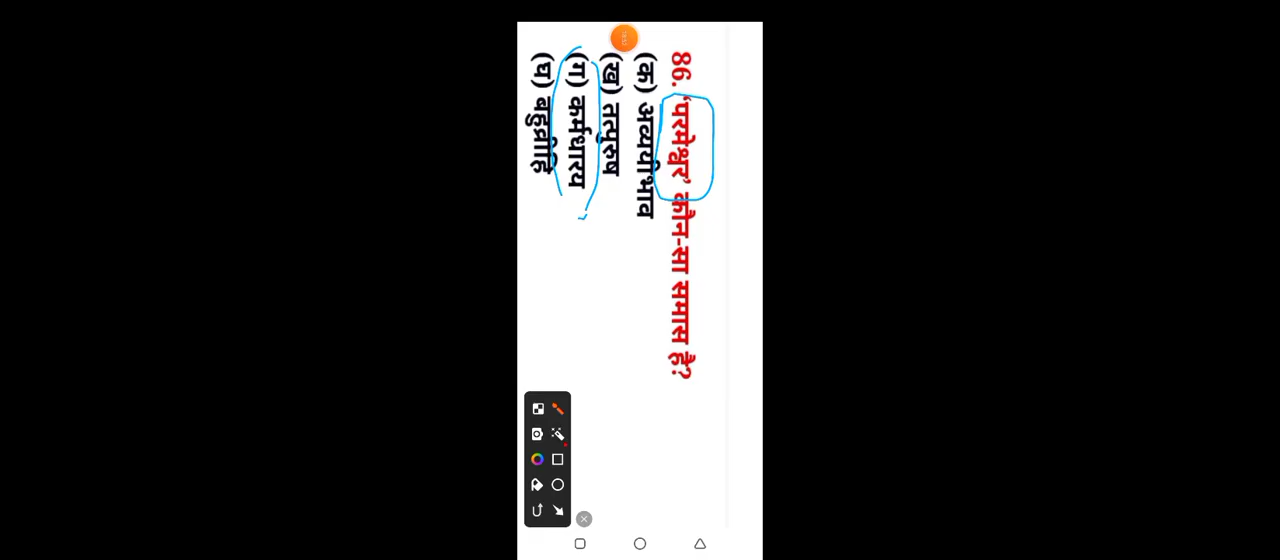 86. 'परमेश्वर' कौन-सा समास है?
(क) अव्ययीभाव
(ख) तत्पुरुष
(ग) कर्मधारय
(घ) बहुव्रीहि